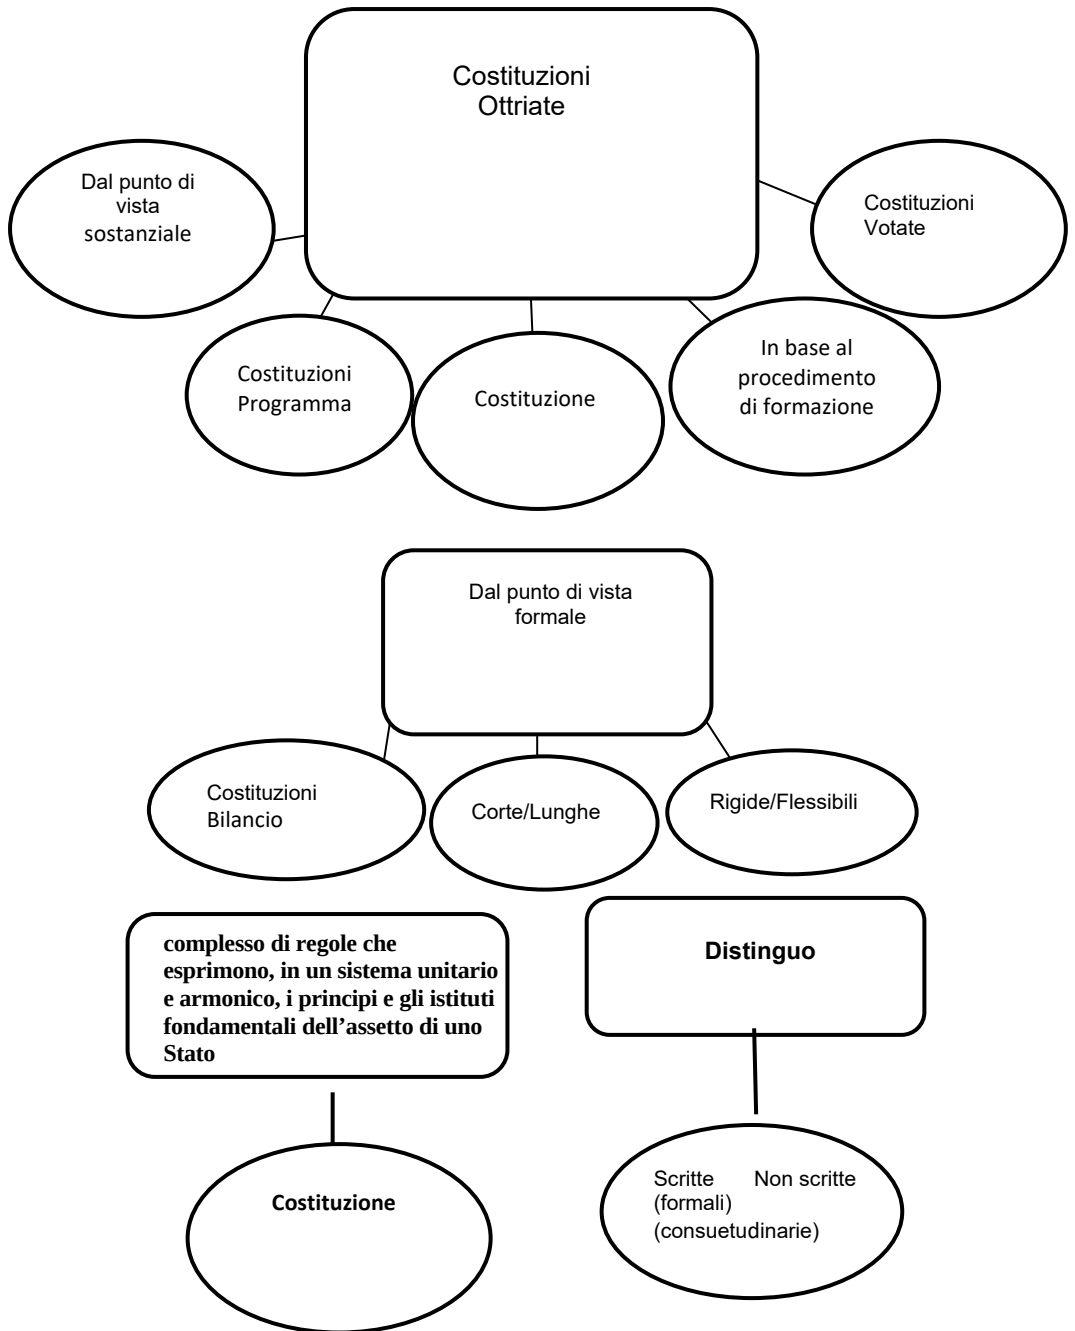 Costituzioni
Ottriate
Dal punto di
vista
sostanziale
Costituzioni
Votate
Costituzioni
Programma
Costituzione
In base al
procedimento
di formazione
Dal punto di vista
formale
Costituzioni
Bilancio
Corte/Lunghe
Rigide/Flessibili
complesso di regole che
esprimono, in un sistema unitario
e armonico, i principi e gli istituti
fondamentali dell’assetto di uno
Stato
Distinguo
Costituzione
Scritte Non scritte
(formali)
(consuetudinarie)